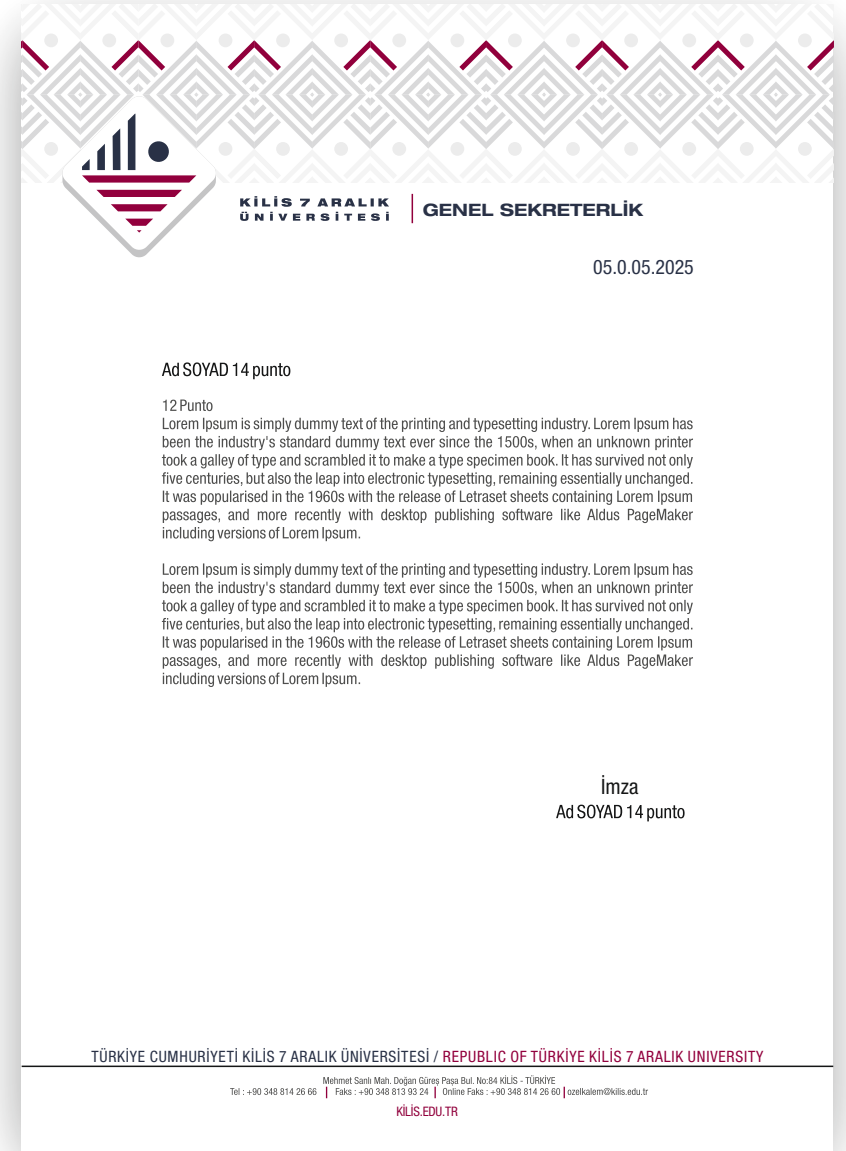 KİLİS 7 ARALIK
ÜNİVERSİTESİ
GENEL SEKRETERLİK
05.0.05.2025
Ad SOYAD 14 punto
12 Punto
Lorem Ipsum is simply dummy text of the printing and typesetting industry. Lorem Ipsum has
been the industry's standard dummy text ever since the 1500s, when an unknown printer
took a galley of type and scrambled it to make a type specimen book. It has survived not only
five centuries, but also the leap into electronic typesetting, remaining essentially unchanged.
It was popularised in the 1960s with the release of Letraset sheets containing Lorem Ipsum
passages, and more recently with desktop publishing software like Aldus PageMaker
including versions of Lorem Ipsum.
Lorem Ipsum is simply dummy text of the printing and typesetting industry. Lorem Ipsum has
been the industry's standard dummy text ever since the 1500s, when an unknown printer
took a galley of type and scrambled it to make a type specimen book. It has survived not only
five centuries, but also the leap into electronic typesetting, remaining essentially unchanged.
It was popularised in the 1960s with the release of Letraset sheets containing Lorem Ipsum
passages, and more recently with desktop publishing software like Aldus PageMaker
including versions of Lorem Ipsum.
İmza
Ad SOYAD 14 punto
TÜRKİYE CUMHURİYETİ KİLİS 7 ARALIK ÜNİVERSİTESİ / REPUBLIC OF TÜRKİYE KİLİS 7 ARALIK UNIVERSITY
Mehmet Sanlı Mah. Doğan Güreş Paşa Bul. No:84 KİLİS - TÜRKİYE
Tel : +90 348 814 26 66 | Faks : +90 348 813 93 24 | Online Faks : +90 348 814 26 60 | ozelkalem@kilis.edu.tr
KİLİS.EDU.TR